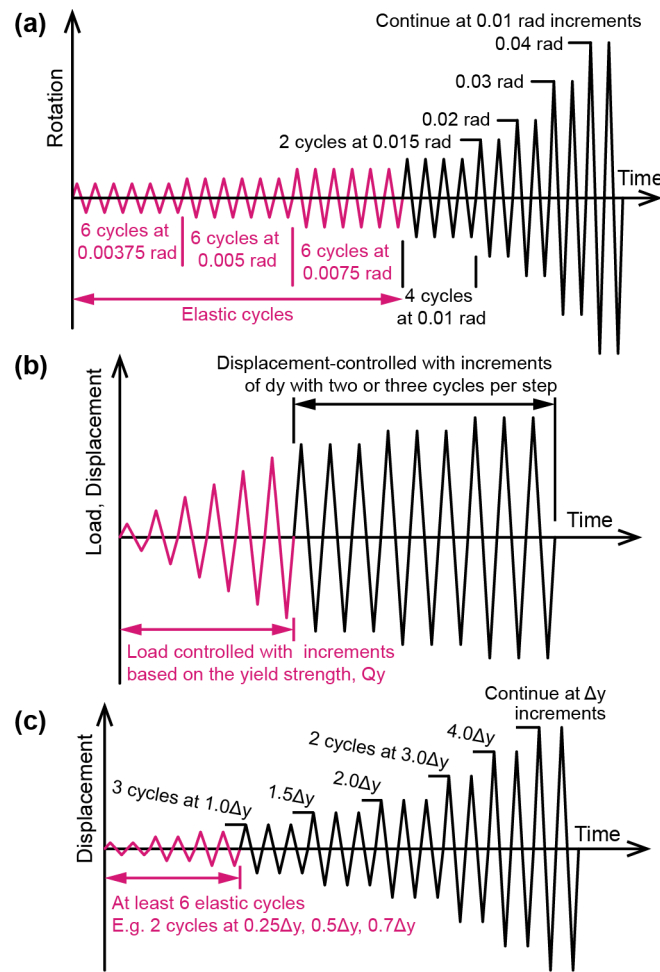 (a)
Rotation
Continue at 0.01 rad increments
0.04 rad
0.03 rad
0.02 rad
2 cycles at 0.015 rad
Time
6 cycles at
0.00375 rad
6 cycles at
0.005 rad
6 cycles at
0.0075 rad
4 cycles
at 0.01 rad
Elastic cycles
(b)
Load, Displacement
Displacement-controlled with increments
of dy with two or three cycles per step
Time
Load controlled with increments
based on the yield strength, Qy
(c)
Displacement
Continue at Δy
increments
4.0Δy
2 cycles at 3.0Δy
2.0Δy
1.5Δy
3 cycles at 1.0Δy
Time
At least 6 elastic cycles
E.g. 2 cycles at 0.25Δy, 0.5Δy, 0.7Δy